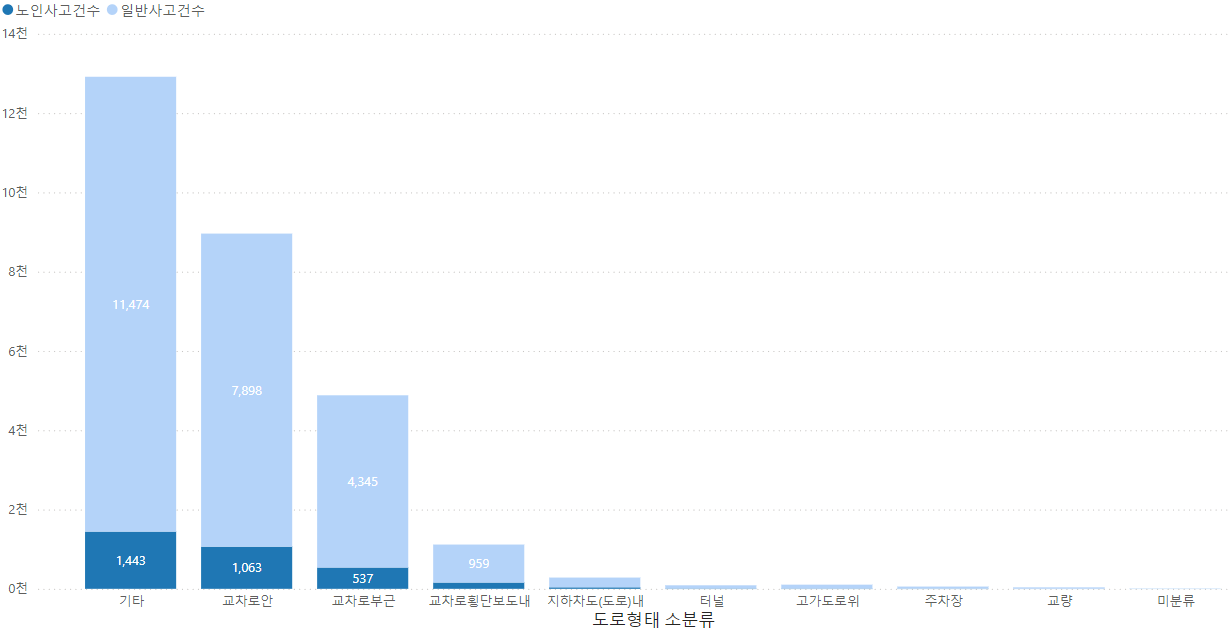 노인사고건수 일반사고건수
14천
12천
10천
8천
6천
4천
2천
0천
11,474
7,898
4,345
959
1,443
1,063
537
기타 교차로안 교차로부근 교차로횡단보도내 지하차도(도로)내 터널 고가도로위 주차장 교량 미분류
도로형태 소분류